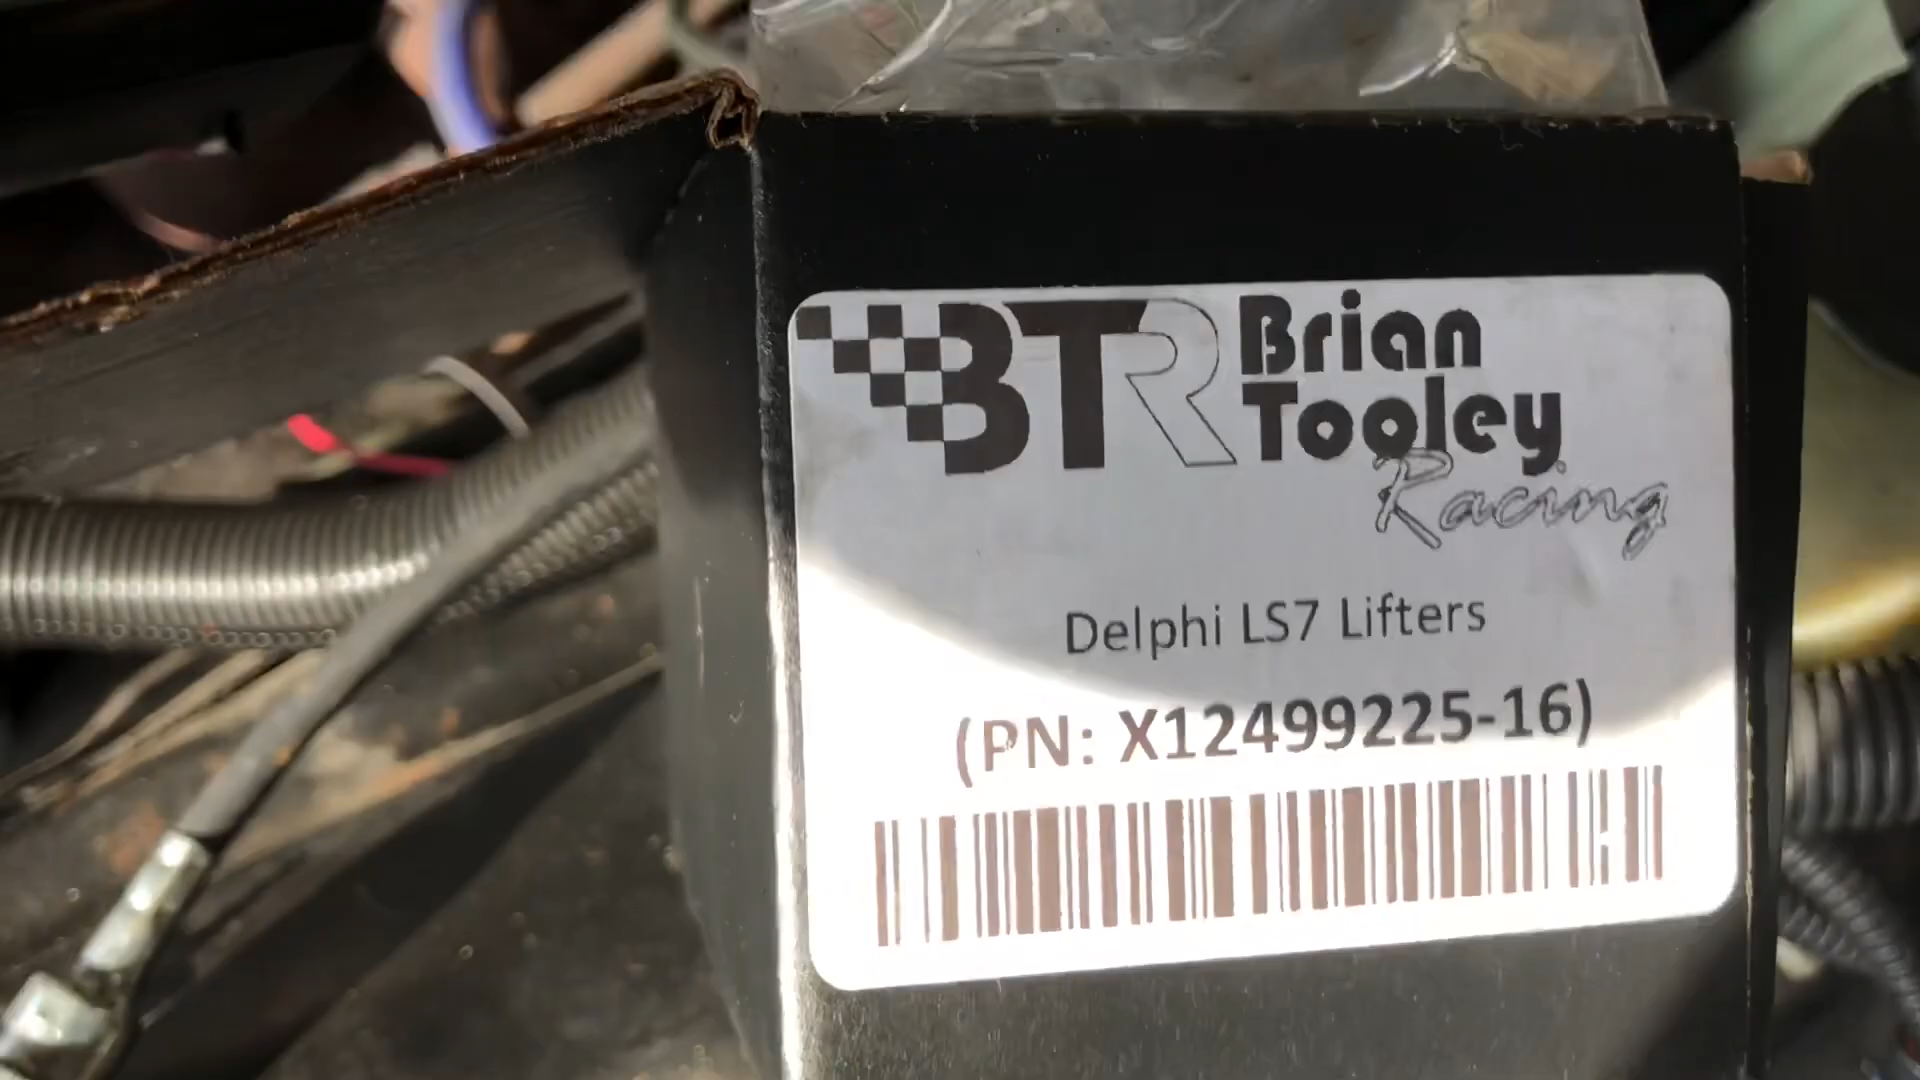 BTR Brian
Tooley
Racing
Delphi LS7 Lifters
(PN: X12499225-16)